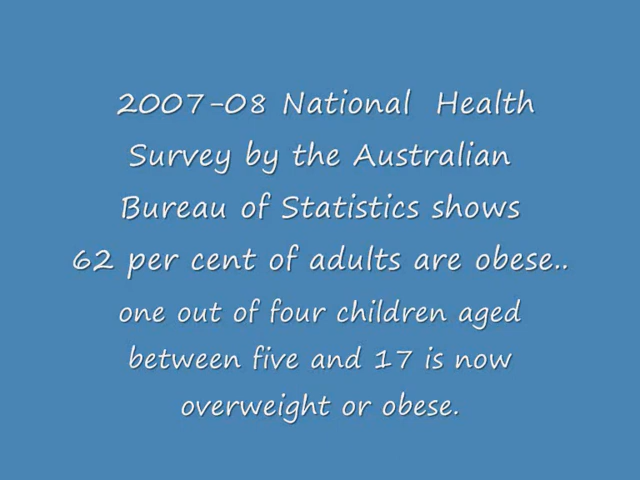 2007-08 National Health
Survey by the Australian
Bureau of Statistics shows
62 per cent of adults are obese..
one out of four children aged
between five and 17 is now
overweight or obese.